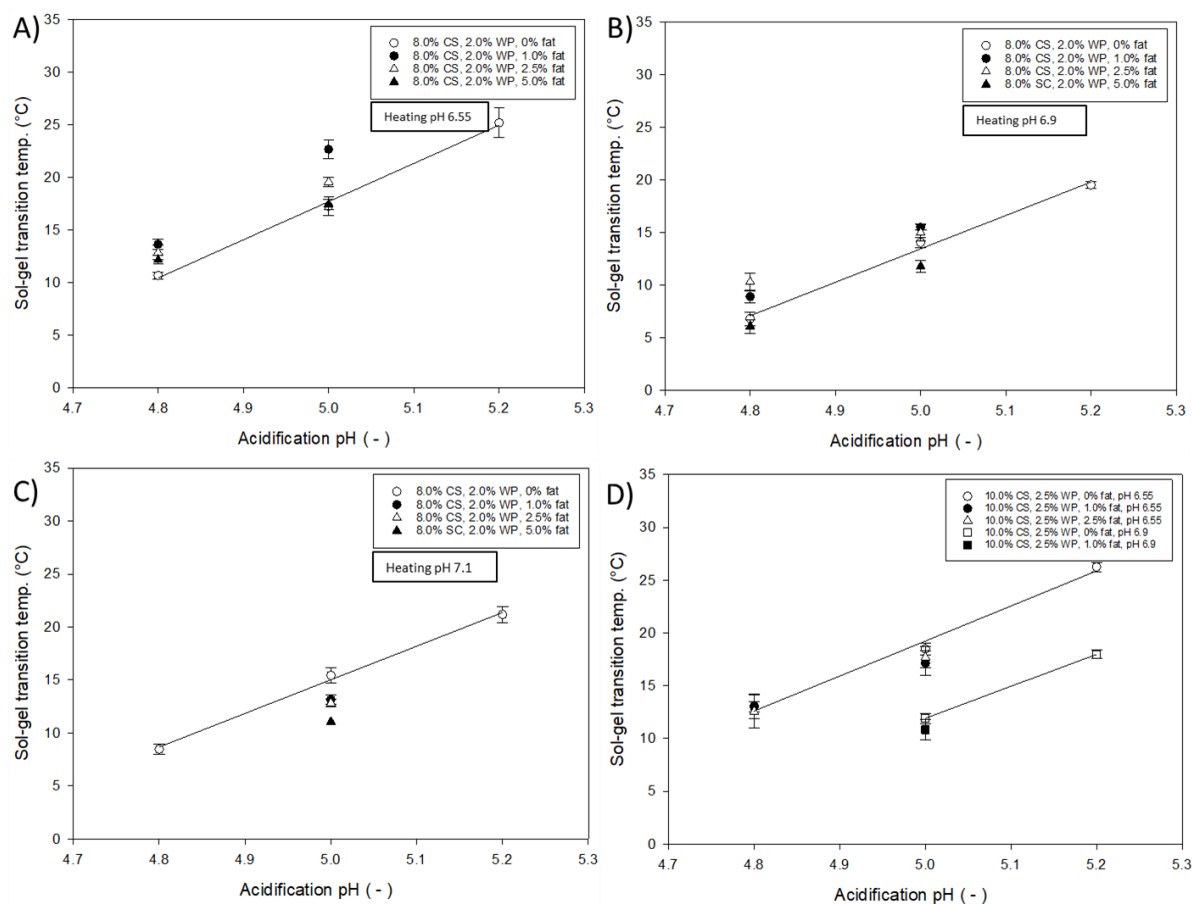 A)
8.0% CS, 2.0% WP, 0% fat
8.0% CS, 2.0% WP, 1.0% fat
8.0% CS, 2.0% WP, 2.5% fat
8.0% CS, 2.0% WP, 5.0% fat
Heating pH 6.55
Sol-gel transition temp. (°C)
35
30
25
20
15
10
5
0
4.7 4.8 4.9 5.0 5.1 5.2 5.3
Acidification pH ( - )
B)
8.0% CS, 2.0% WP, 0% fat
8.0% CS, 2.0% WP, 1.0% fat
8.0% CS, 2.0% WP, 2.5% fat
8.0% SC, 2.0% WP, 5.0% fat
Heating pH 6.9
Sol-gel transition temp. (°C)
35
30
25
20
15
10
5
0
4.7 4.8 4.9 5.0 5.1 5.2 5.3
Acidification pH ( - )
C)
8.0% CS, 2.0% WP, 0% fat
8.0% CS, 2.0% WP, 1.0% fat
8.0% CS, 2.0% WP, 2.5% fat
8.0% SC, 2.0% WP, 5.0% fat
Heating pH 7.1
Sol-gel transition temp. (°C)
35
30
25
20
15
10
5
0
4.7 4.8 4.9 5.0 5.1 5.2 5.3
Acidification pH ( - )
D)
10.0% CS, 2.5% WP, 0% fat, pH 6.55
10.0% CS, 2.5% WP, 1.0% fat, pH 6.55
10.0% CS, 2.5% WP, 2.5% fat, pH 6.55
10.0% CS, 2.5% WP, 0% fat, pH 6.9
10.0% CS, 2.5% WP, 1.0% fat, pH 6.9
Sol-gel transition temp. (°C)
35
30
25
20
15
10
5
0
4.7 4.8 4.9 5.0 5.1 5.2 5.3
Acidification pH ( - )